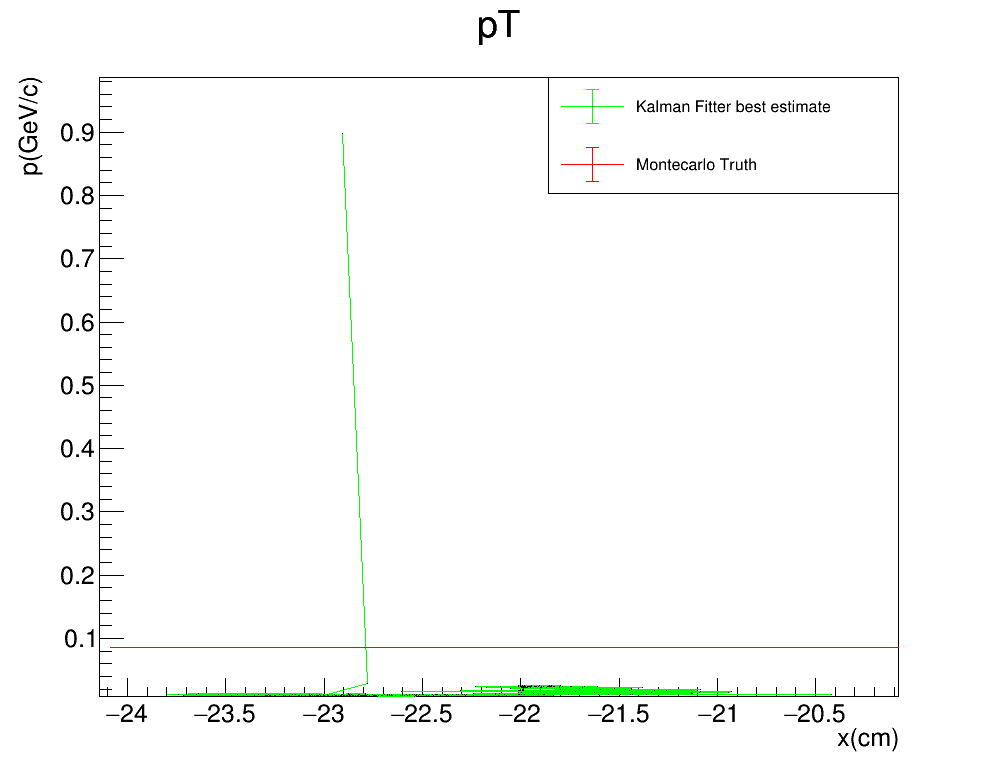 pT
p(GeV/c)
Kalman Fitter best estimate
Montecarlo Truth
0.9
0.8
0.7
0.6
0.5
0.4
0.3
0.2
0.1
−24 −23.5 −23 −22.5 −22 −21.5 −21 −20.5
x(cm)